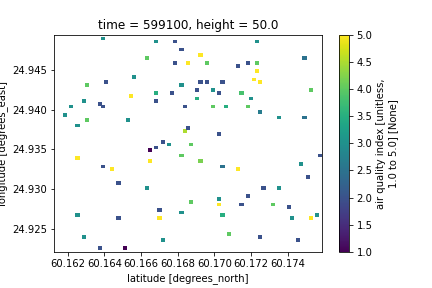 time = 599100, height = 50.0
24.945
24.940
24.935
24.930
24.925
longitude [degrees_east]
60.162 60.164 60.166 60.168 60.170 60.172 60.174
latitude [degrees_north]
5.0
4.5
4.0
3.5
3.0
2.5
2.0
1.5
1.0
air quality index [unitless,
1.0 to 5.0] [None]